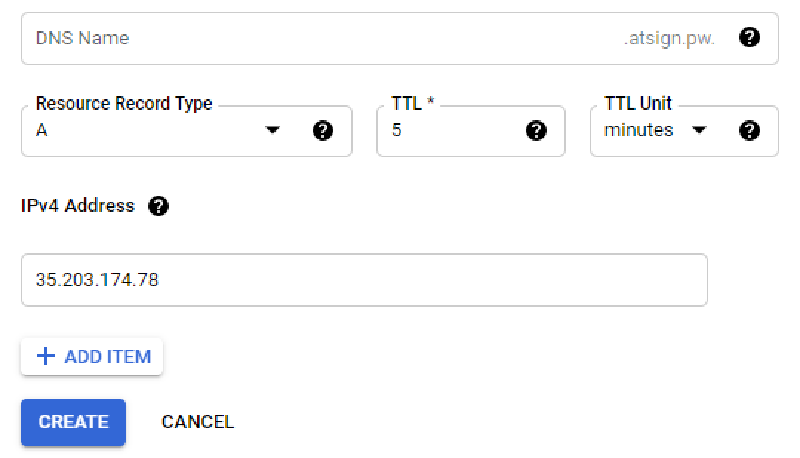 DNS Name .atsign.pw.
Resource Record Type TTL * TTL Unit
A 5 minutes
IPv4 Address
35.203.174.78
+ ADD ITEM
CREATE CANCEL